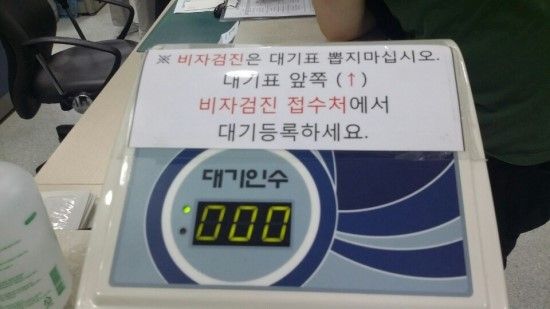 ※ 비자검진은 대기표 뽑지마십시오.
대기표 앞쪽 (↑)
비자검진 접수처에서
대기등록하세요.
대기인수
000